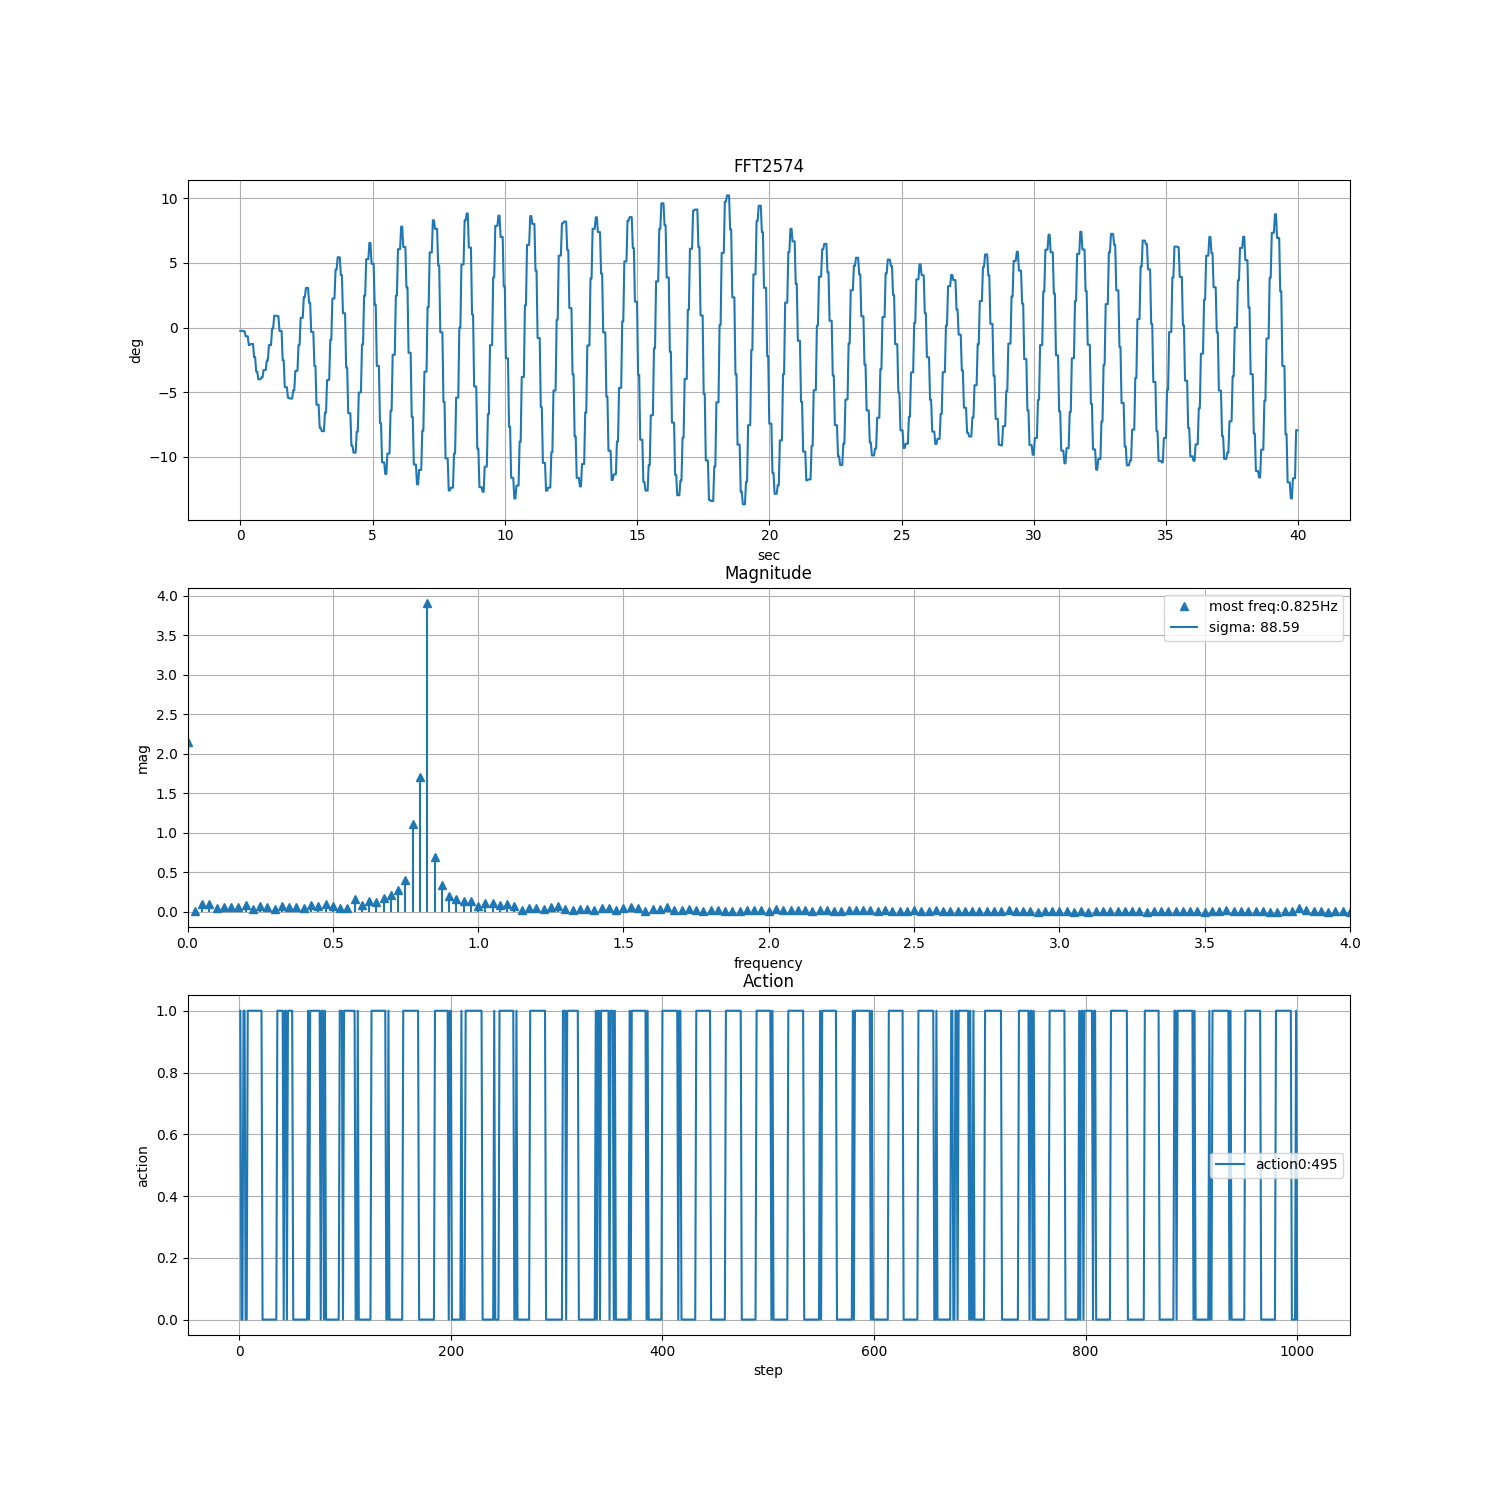 FFT2574
10
5
0
−5
−10
deg
0 5 10 15 20 25 30 35 40
sec
Magnitude
4.0
3.5
3.0
2.5
2.0
1.5
1.0
0.5
0.0
mag
most freq:0.825Hz
sigma: 88.59
0.0 0.5 1.0 1.5 2.0 2.5 3.0 3.5 4.0
frequency
Action
1.0
0.8
0.6
0.4
0.2
0.0
action
action0:495
0 200 400 600 800 1000
step